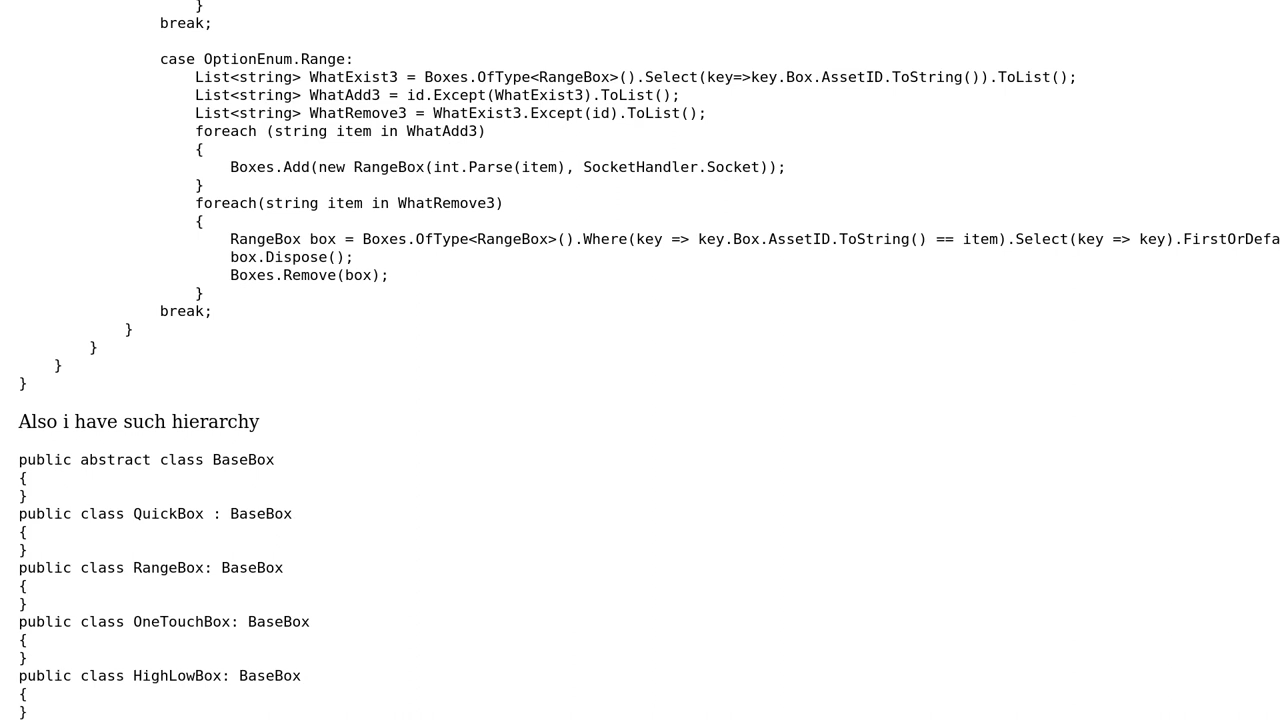 }
                break;

                case OptionEnum.Range:
                    List<string> WhatExist3 = Boxes.OfType<RangeBox>().Select(key=>key.Box.AssetID.ToString()).ToList();
                    List<string> WhatAdd3 = id.Except(WhatExist3).ToList();
                    List<string> WhatRemove3 = WhatExist3.Except(id).ToList();
                    foreach (string item in WhatAdd3)
                    {
                        Boxes.Add(new RangeBox(int.Parse(item), SocketHandler.Socket));
                    }
                    foreach(string item in WhatRemove3)
                    {
                        RangeBox box = Boxes.OfType<RangeBox>().Where(key => key.Box.AssetID.ToString() == item).Select(key => key).FirstOrDefa
                        box.Dispose();
                        Boxes.Remove(box);
                    }
                break;
            }
        }
    }
}
Also i have such hierarchy
public abstract class BaseBox
{
}
public class QuickBox : BaseBox
{
}
public class RangeBox: BaseBox
{
}
public class OneTouchBox: BaseBox
{
}
public class HighLowBox: BaseBox
{
}